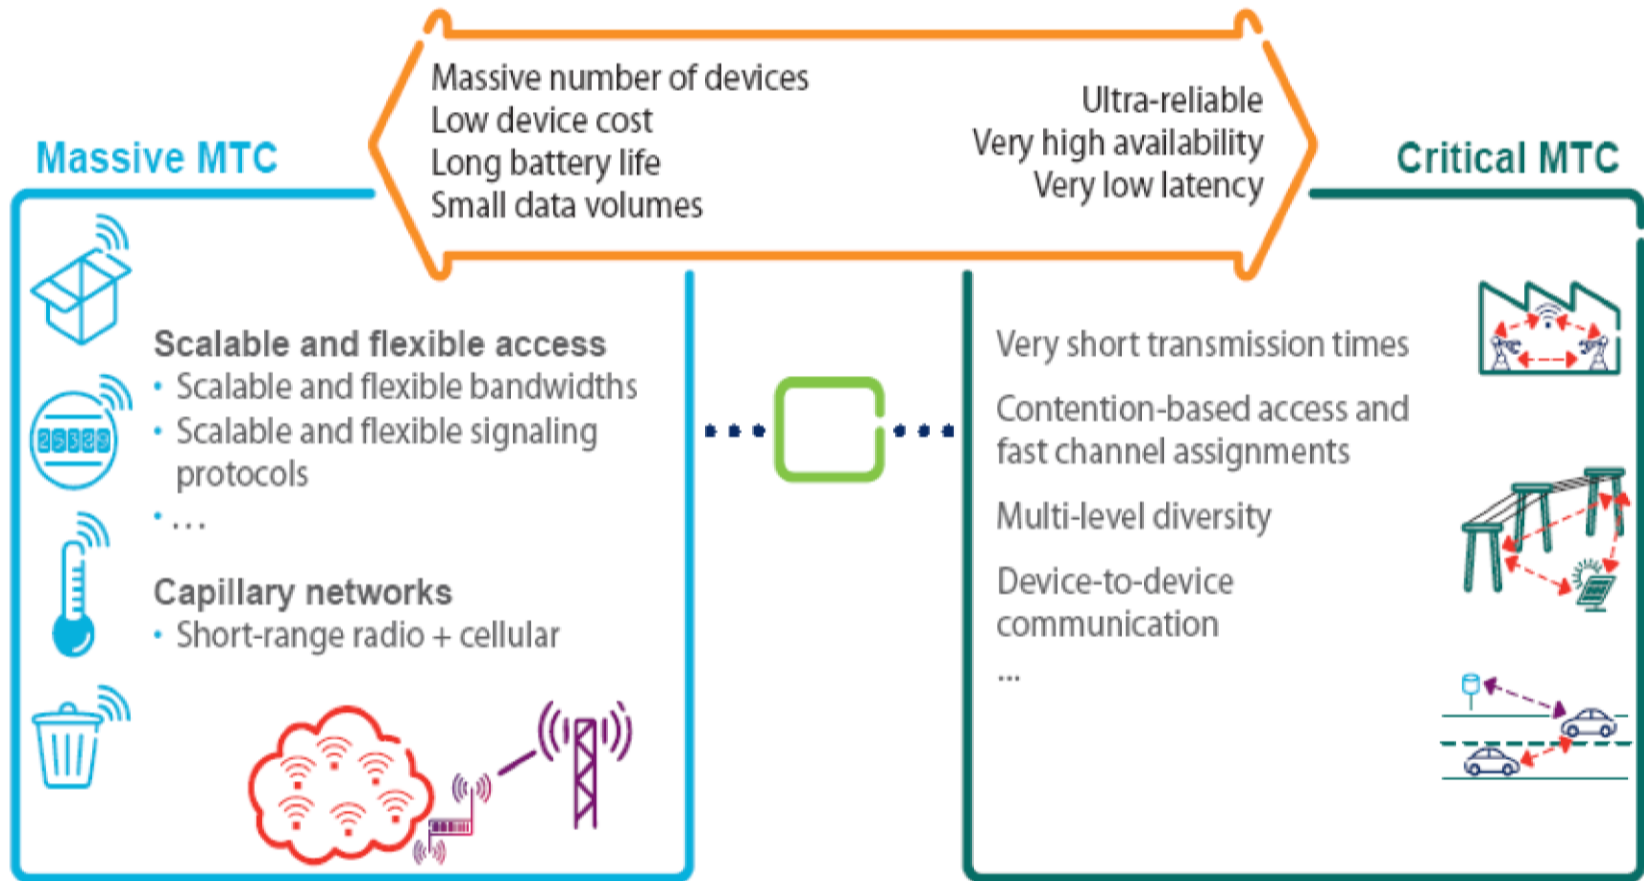 Massive number of devices
Low device cost
Long battery life
Small data volumes
Ultra-reliable
Very high availability
Very low latency
Massive MTC
Critical MTC
Scalable and flexible access
• Scalable and flexible bandwidths
• Scalable and flexible signaling
protocols
• ...
Capillary networks
• Short-range radio + cellular
25329
Very short transmission times
Contention-based access and
fast channel assignments
Multi-level diversity
Device-to-device
communication
...